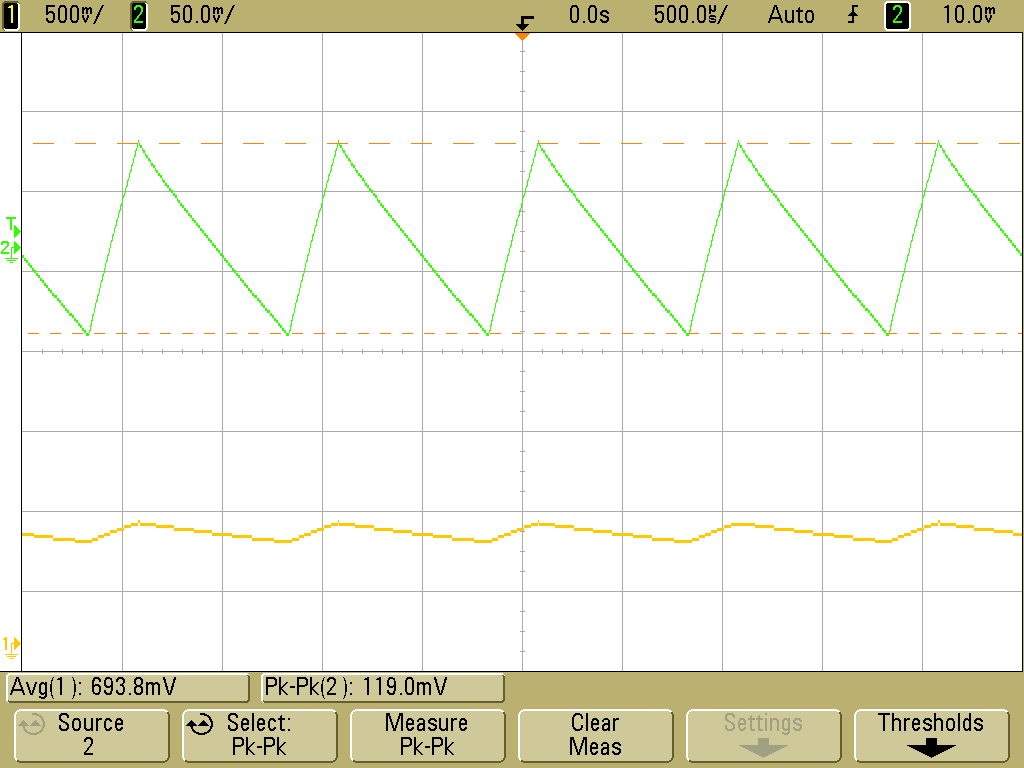 1 500mV/ 2 50.0mV/ 0.0s 500.0µs/ Auto 2 10.0mV
T
2
1
Avg(1): 693.8mV Pk-Pk(2): 119.0mV
Source Select: Measure Clear Settings Thresholds
2 Pk-Pk Pk-Pk Meas